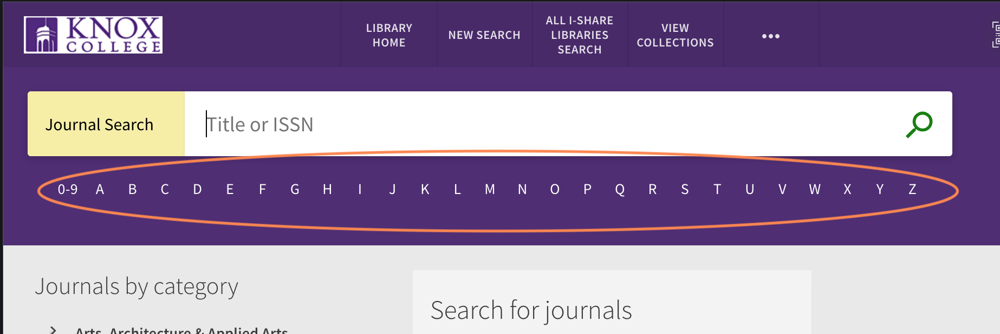 KNOX
COLLEGE
LIBRARY
HOME
NEW SEARCH
ALL I-SHARE
LIBRARIES
SEARCH
VIEW
COLLECTIONS
•••
Journal Search
Title or ISSN
0-9 A B C D E F G H I J K L M N O P Q R S T U V W X Y Z
Journals by category
Search for journals
Arts, Architecture & Applied Arts